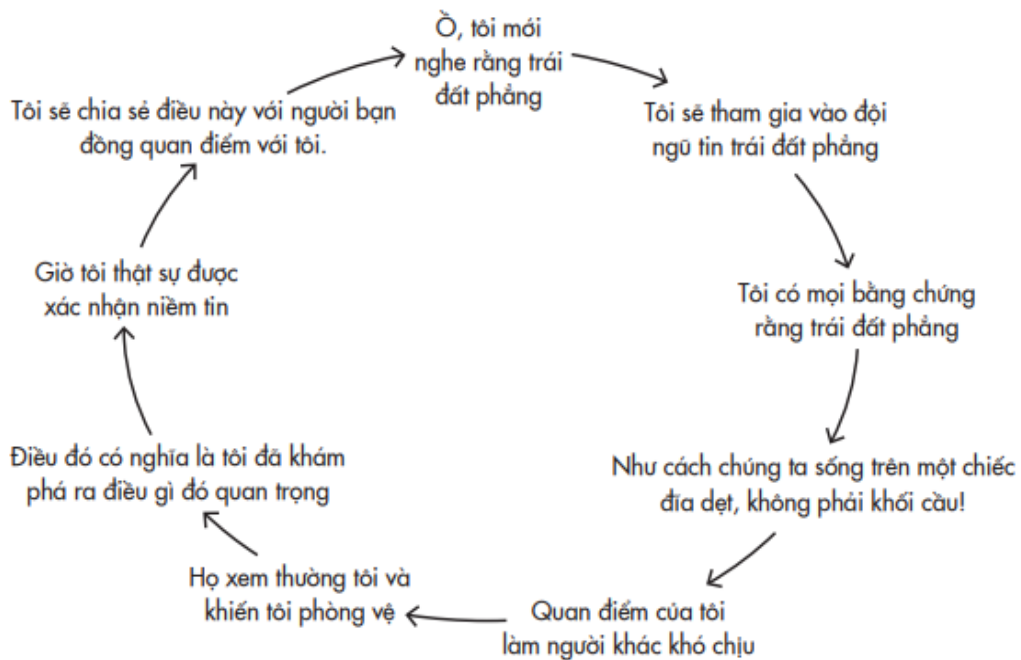 Ồ, tôi mới
nghe rằng trái
đất phẳng
Tôi sẽ tham gia vào đội
ngũ tin trái đất phẳng
Tôi có mọi bằng chứng
rằng trái đất phẳng
Như cách chúng ta sống trên một chiếc
đĩa dẹt, không phải khối cầu!
Quan điểm của tôi
làm người khác khó chịu
Họ xem thường tôi và
khiến tôi phòng vệ
Điều đó có nghĩa là tôi đã khám
phá ra điều gì đó quan trọng
Giờ tôi thật sự được
xác nhận niềm tin
Tôi sẽ chia sẻ điều này với người bạn
đồng quan điểm với tôi.